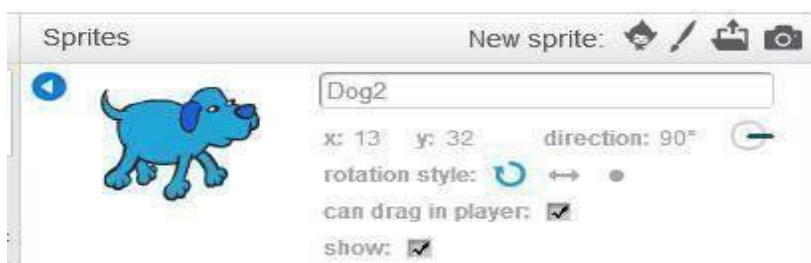 Sprites New sprite:
Dog2
x: 13 y: 32 direction: 90°
rotation style:
can drag in player:
show: